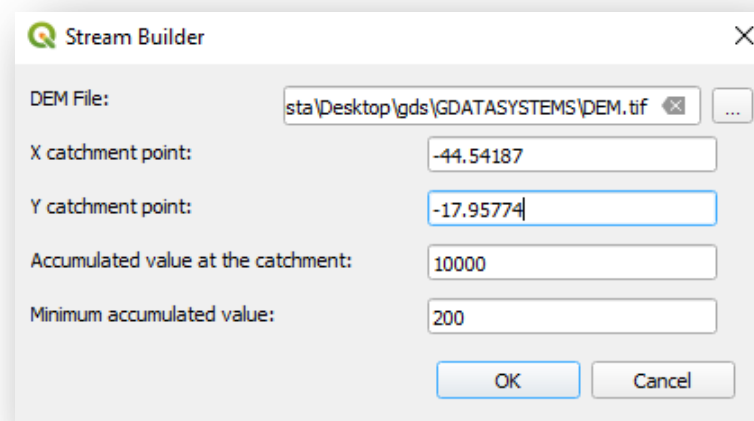 Stream Builder
DEM File: sta\Desktop\gds\GDATASYSTEMS\DEM.tif ...
X catchment point: -44.54187
Y catchment point: -17.95774
Accumulated value at the catchment: 10000
Minimum accumulated value: 200
OK Cancel